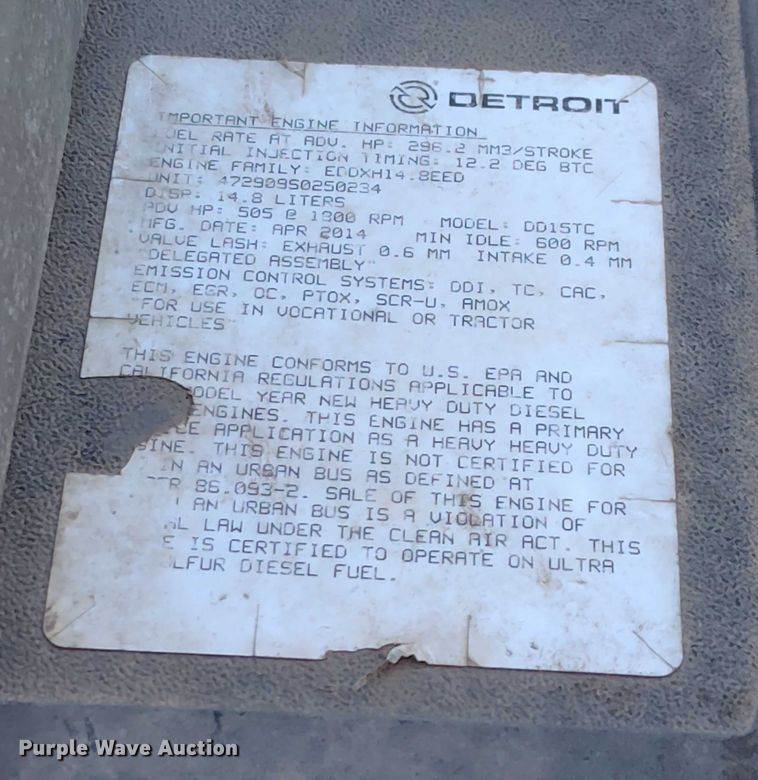 DETROIT
IMPORTANT ENGINE INFORMATION
FUEL RATE AT ADV. HP: 296.2 MM3/STROKE
INITIAL INJECTION TIMING: 12.2 DEG BTC
ENGINE FAMILY: EDDXH14.8EED
UNIT: 472909S0250234
DISP: 14.8 LITERS
ADV HP: 505 @ 1800 RPM MODEL: DD15TC
MFG. DATE: APR 2014 MIN IDLE: 600 RPM
VALVE LASH: EXHAUST 0.6 MM INTAKE 0.4 MM
"DELEGATED ASSEMBLY"
EMISSION CONTROL SYSTEMS: DDI, TC, CAC,
ECM, EGR, OC, PTOX, SCR-U, AMOX
"FOR USE IN VOCATIONAL OR TRACTOR
VEHICLES"
THIS ENGINE CONFORMS TO U.S. EPA AND
CALIFORNIA REGULATIONS APPLICABLE TO
MODEL YEAR NEW HEAVY DUTY DIESEL
ENGINES. THIS ENGINE HAS A PRIMARY
CE APPLICATION AS A HEAVY HEAVY DUTY
GINE. THIS ENGINE IS NOT CERTIFIED FOR
IN AN URBAN BUS AS DEFINED AT
86.093-2. SALE OF THIS ENGINE FOR
AN URBAN BUS IS A VIOLATION OF
AL LAW UNDER THE CLEAN AIR ACT. THIS
E IS CERTIFIED TO OPERATE ON ULTRA
LFUR DIESEL FUEL.
Purple Wave Auction